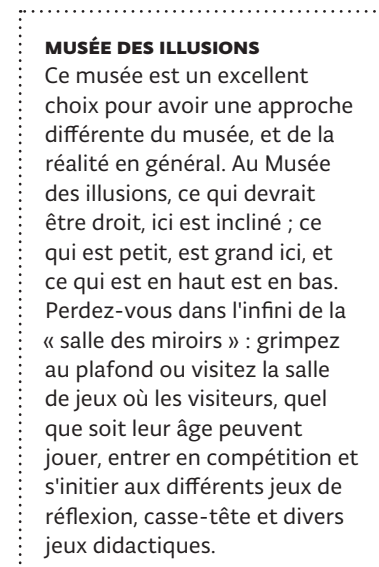 MUSÉE DES ILLUSIONS
Ce musée est un excellent
choix pour avoir une approche
différente du musée, et de la
réalité en général. Au Musée
des illusions, ce qui devrait
être droit, ici est incliné ; ce
qui est petit, est grand ici, et
ce qui est en haut est en bas.
Perdez-vous dans l'infini de la
« salle des miroirs » : grimpez
au plafond ou visitez la salle
de jeux où les visiteurs, quel
que soit leur âge peuvent
jouer, entrer en compétition et
s'initier aux différents jeux de
réflexion, casse-tête et divers
jeux didactiques.